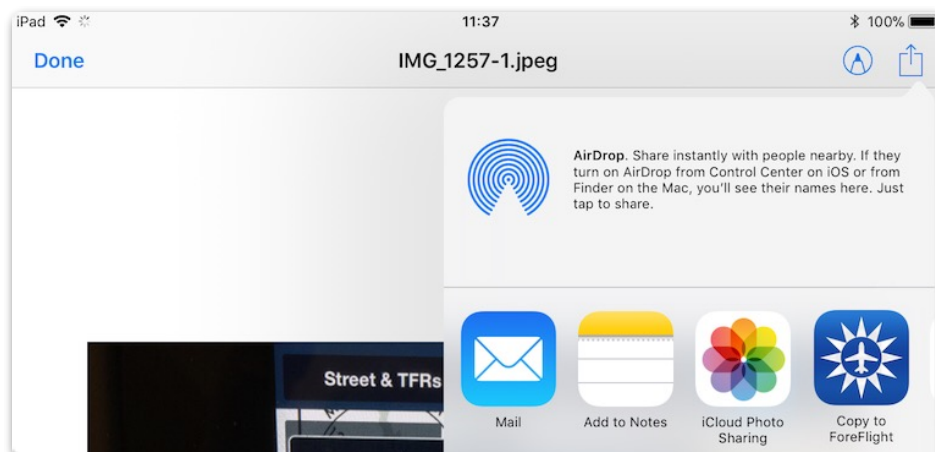 iPad 11:37 100%
Done IMG_1257-1.jpeg
AirDrop. Share instantly with people nearby. If they
turn on AirDrop from Control Center on iOS or from
Finder on the Mac, you'll see their names here. Just
tap to share.
Street & TFRs
Mail Add to Notes iCloud Photo Copy to
Sharing ForeFlight